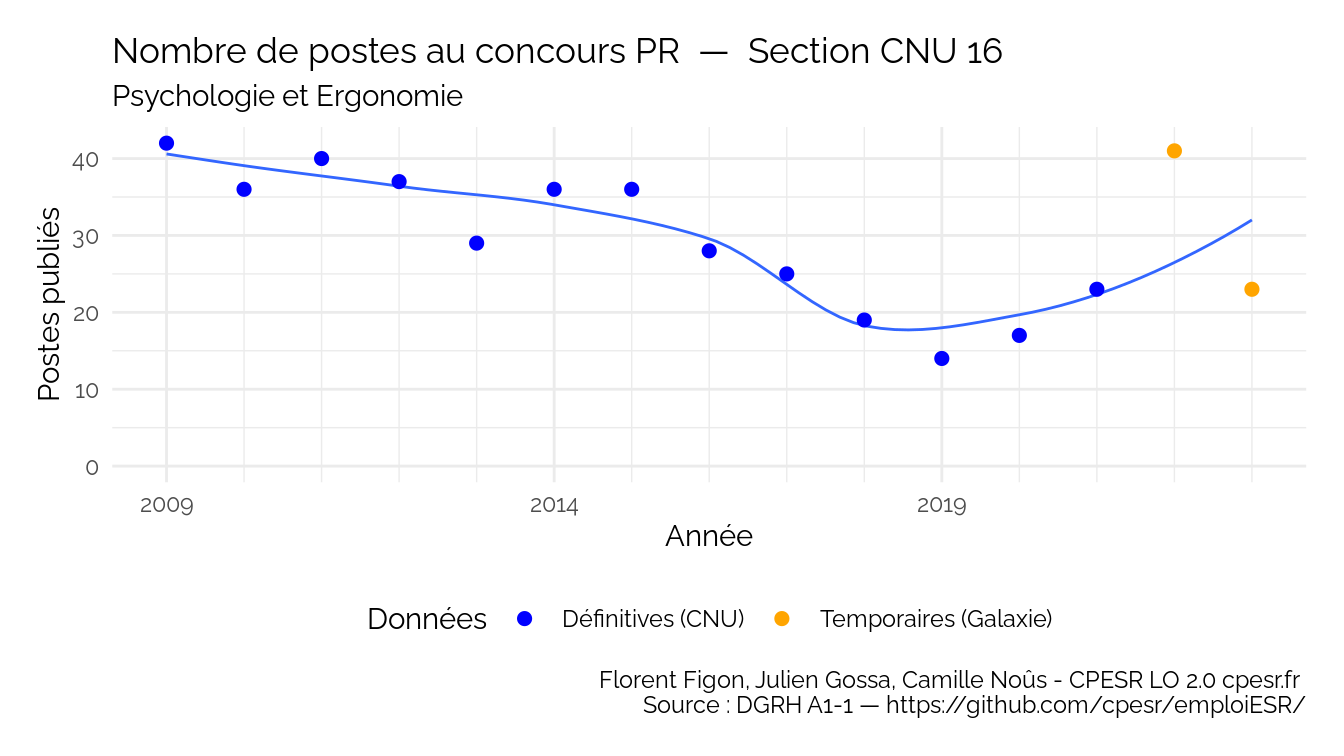 Nombre de postes au concours PR — Section CNU 16
Psychologie et Ergonomie
Postes publiés
40
30
20
10
0
2009
2014
2019
Année
Données
Définitives (CNU)
Temporaires (Galaxie)
Florent Figon, Julien Gossa, Camille Noûs - CPESR LO 2.0 cpesr.fr
Source : DGRH A1-1 — https://github.com/cpesr/emploiESR/